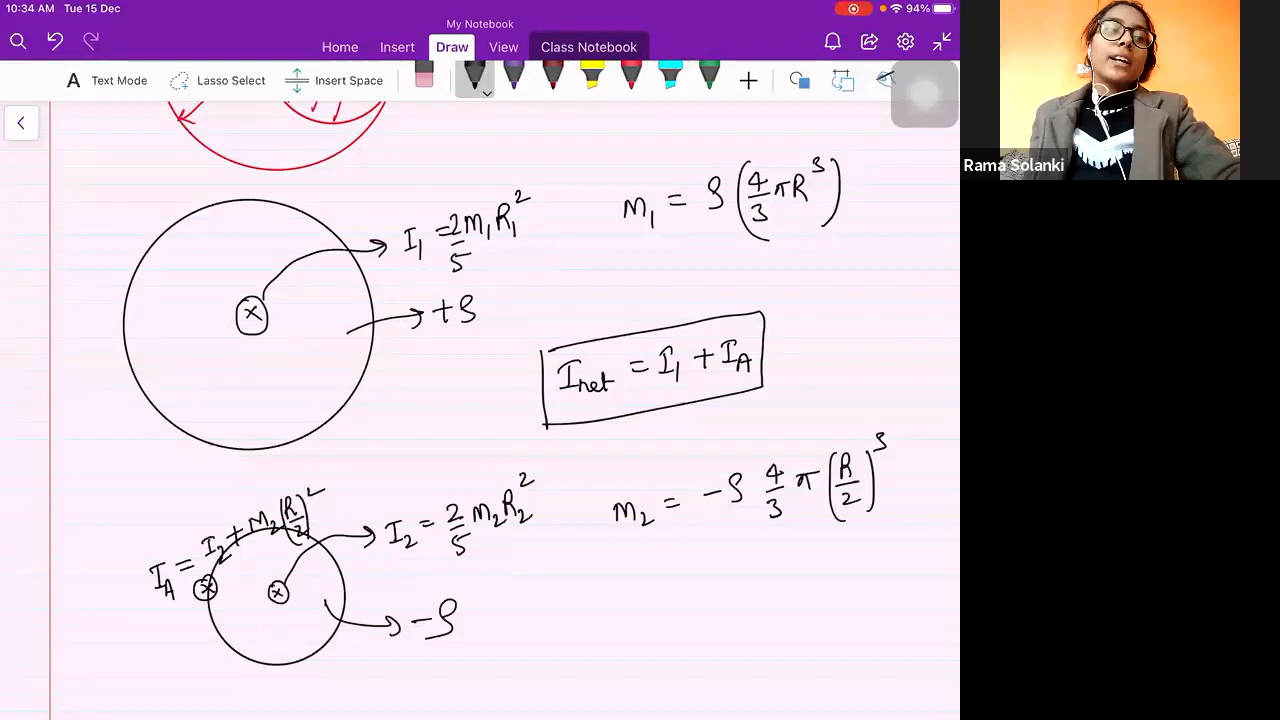 10:34 AM Tue 15 Dec
94%
My Notebook
Home Insert Draw View Class Notebook
Text Mode Lasso Select Insert Space
Rama Solanki
I₁ = 2/5 m₁R₁²
m₁ = ρ (4/3 πR³)
+ρ
I_net = I₁ + I_A
I_A = I₂ + m₂(R/2)²
I₂ = 2/5 m₂R₂²
m₂ = -ρ 4/3 π (R/2)³
-ρ